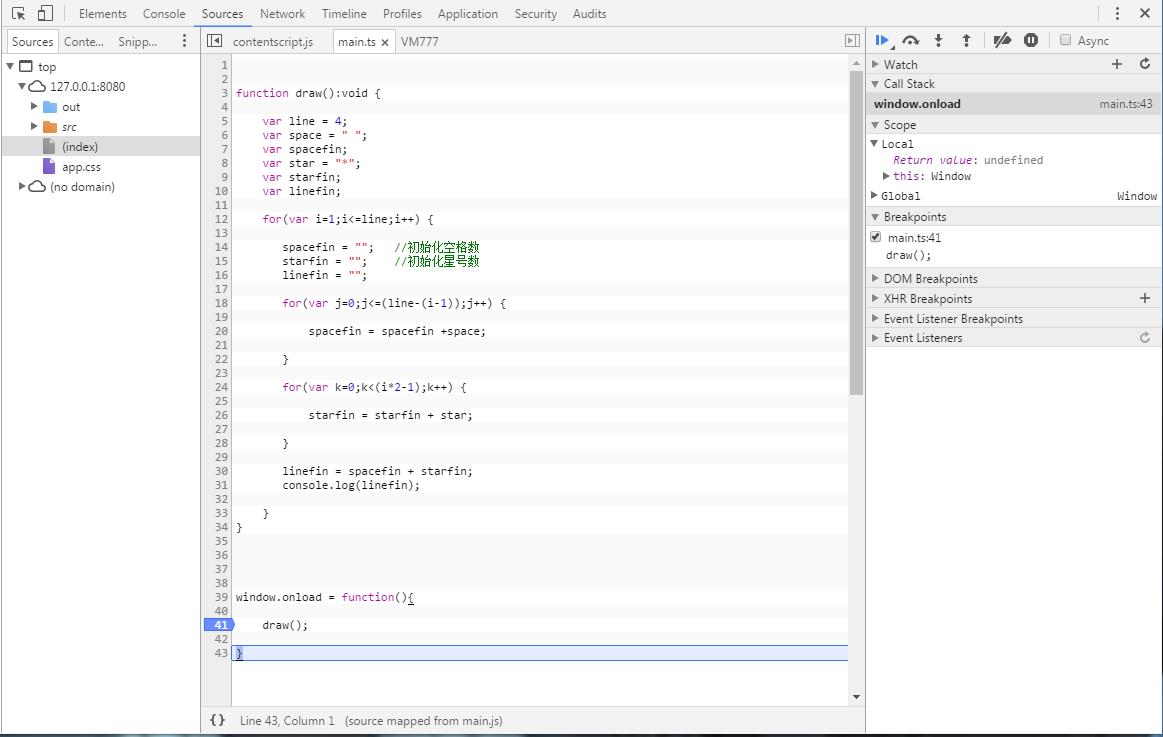 Elements Console Sources Network Timeline Profiles Application Security Audits
Sources Conte... Snipp...
top
127.0.0.1:8080
out
src
(index)
app.css
(no domain)
contentscript.js main.ts × VM777
1
2
3 function draw():void {
4
5 var line = 4;
6 var space = " ";
7 var spacefin;
8 var star = "*";
9 var starfin;
10 var linefin;
11
12 for(var i=1;i<=line;i++) {
13
14 spacefin = ""; //初始化空格数
15 starfin = ""; //初始化星号数
16 linefin = "";
17
18 for(var j=0;j<=(line-(i-1));j++) {
19
20 spacefin = spacefin +space;
21
22 }
23
24 for(var k=0;k<(i*2-1);k++) {
25
26 starfin = starfin + star;
27
28 }
29
30 linefin = spacefin + starfin;
31 console.log(linefin);
32
33 }
34 }
35
36
37
38
39 window.onload = function(){
40
41 draw();
42
43 }
{} Line 43, Column 1 (source mapped from main.js)
Async
Watch
Call Stack
window.onload main.ts:43
Scope
Local
Return value: undefined
this: Window
Global Window
Breakpoints
main.ts:41
draw();
DOM Breakpoints
XHR Breakpoints
Event Listener Breakpoints
Event Listeners